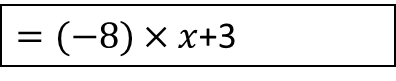 = (−8) × x+3